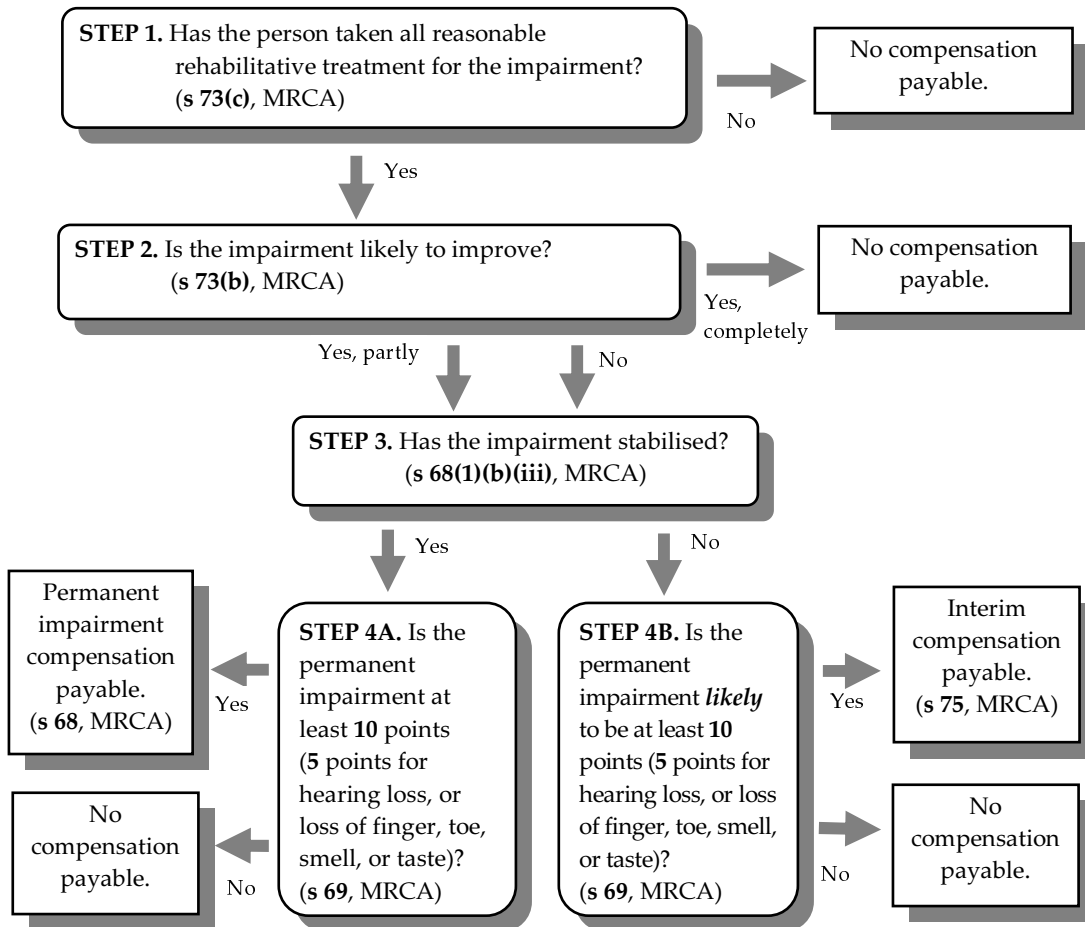 STEP 1. Has the person taken all reasonable
rehabilitative treatment for the impairment?
(s 73(c), MRCA)
No compensation
payable.
No
Yes
STEP 2. Is the impairment likely to improve?
(s 73(b), MRCA)
No compensation
payable.
Yes,
completely
Yes, partly
No
STEP 3. Has the impairment stabilised?
(s 68(1)(b)(iii), MRCA)
Yes
No
Permanent
impairment
compensation
payable.
(s 68, MRCA)
Yes
No
compensation
payable.
No
STEP 4A. Is the
permanent
impairment at
least 10 points
(5 points for
hearing loss, or
loss of finger, toe,
smell, or taste)?
(s 69, MRCA)
STEP 4B. Is the
permanent
impairment likely
to be at least 10
points (5 points for
hearing loss, or loss
of finger, toe, smell,
or taste)?
(s 69, MRCA)
Yes
Interim
compensation
payable.
(s 75, MRCA)
No
No
compensation
payable.